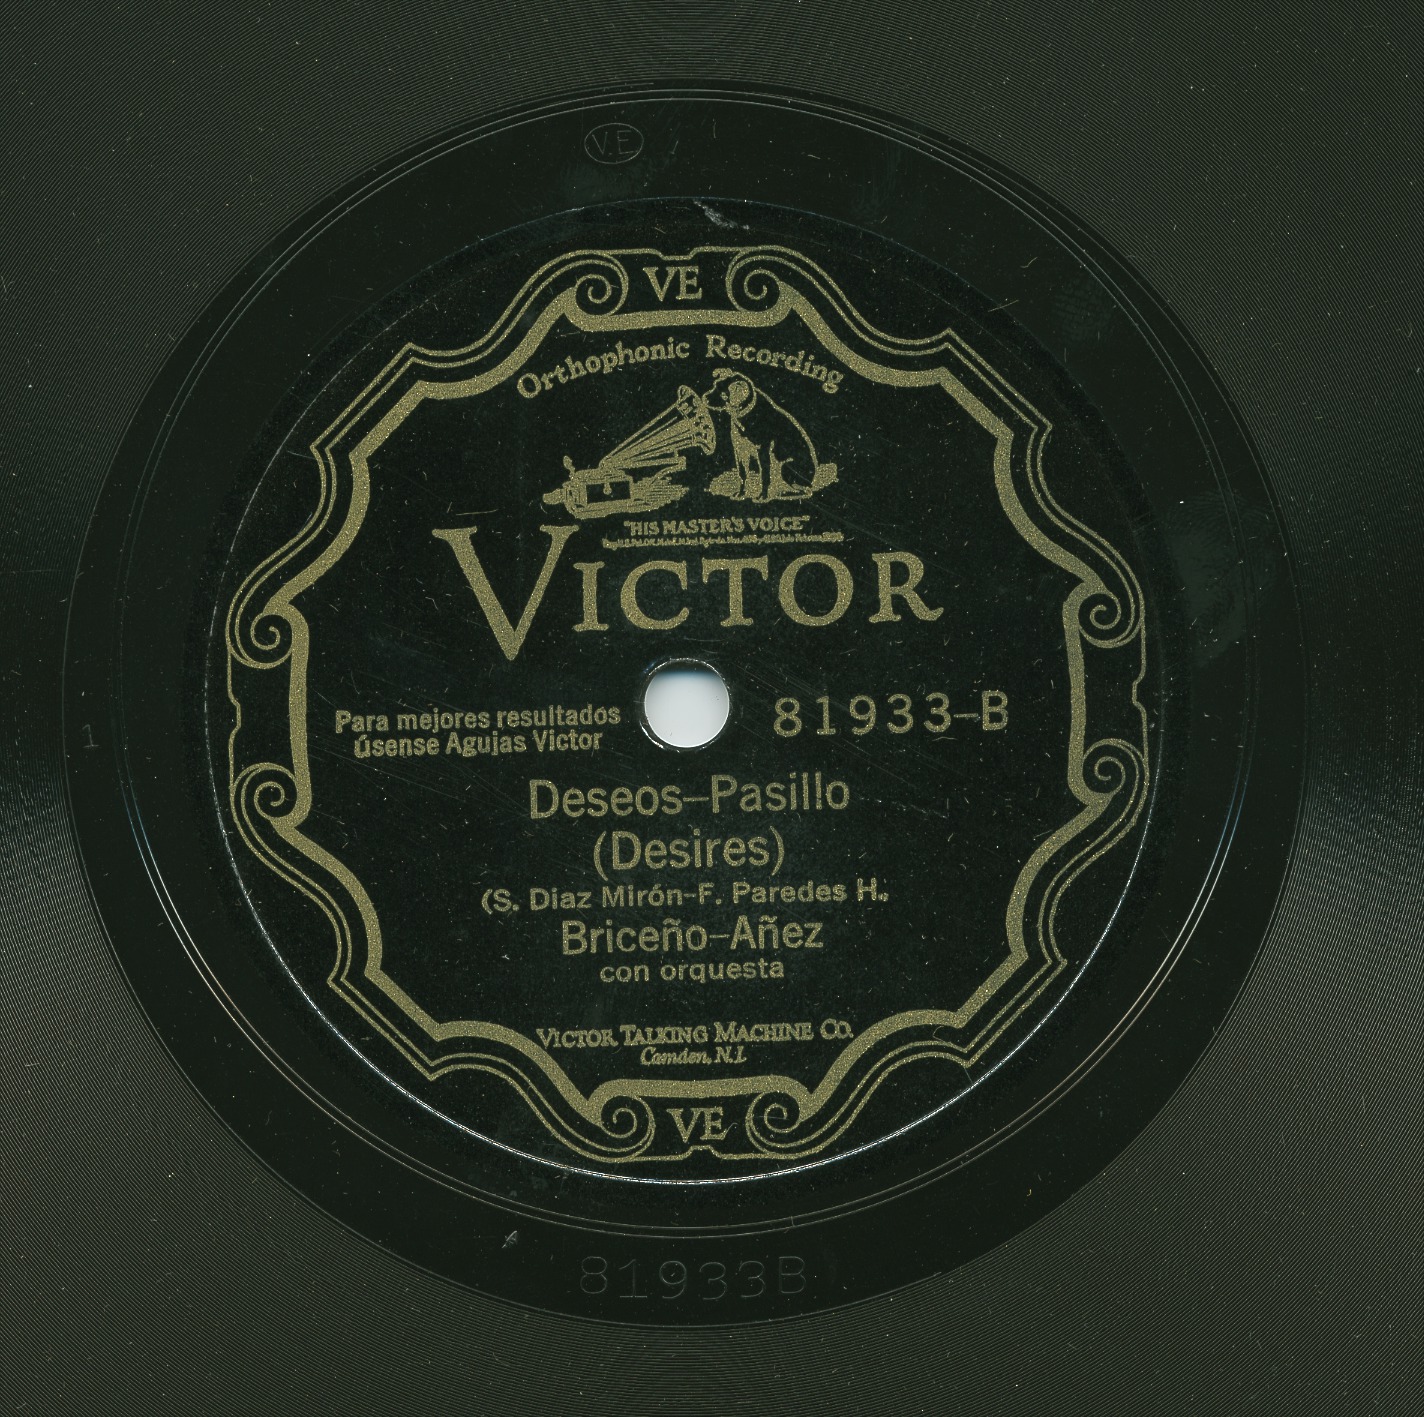 V.E.
VE
Orthophonic Recording
"HIS MASTER'S VOICE"
VICTOR
Para mejores resultados
Úsense Agujas Victor
81933-B
1
Deseos-Pasillo
(Desires)
(S. Diaz Mirón-F. Paredes H.
Briceño-Añez
con orquesta
VICTOR TALKING MACHINE CO.
Camden, N.J.
VE
81933B